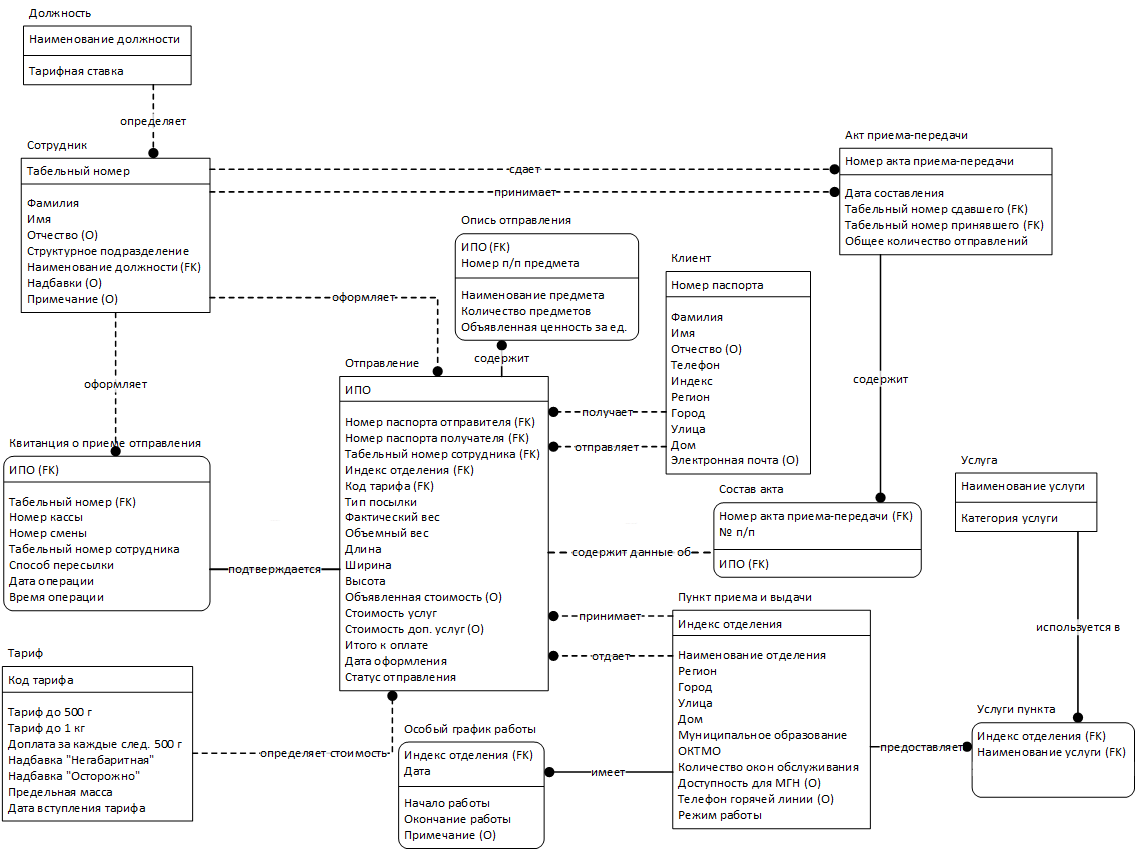 Должность
Наименование должности
Тарифная ставка
определяет
Сотрудник
Табельный номер
Фамилия
Имя
Отчество (О)
Структурное подразделение
Наименование должности (FK)
Надбавки (О)
Примечание (О)
сдает
принимает
Акт приема-передачи
Номер акта приема-передачи
Дата составления
Табельный номер сдавшего (FK)
Табельный номер принявшего (FK)
Общее количество отправлений
Опись отправления
ИПО (FK)
Номер п/п предмета
Наименование предмета
Количество предметов
Объявленная ценность за ед.
Клиент
Номер паспорта
Фамилия
Имя
Отчество (О)
Телефон
Индекс
Регион
Город
Улица
Дом
Электронная почта (О)
оформляет
содержит
содержит
оформляет
Отправление
ИПО
Номер паспорта отправителя (FK)
Номер паспорта получателя (FK)
Табельный номер сотрудника (FK)
Индекс отделения (FK)
Код тарифа (FK)
Тип посылки
Фактический вес
Объемный вес
Длина
Ширина
Высота
Объявленная стоимость (О)
Стоимость услуг
Стоимость доп. услуг (О)
Итого к оплате
Дата оформления
Статус отправления
получает
отправляет
Квитанция о приеме отправления
ИПО (FK)
Табельный номер (FK)
Номер кассы
Номер смены
Табельный номер сотрудника
Способ пересылки
Дата операции
Время операции
подтверждается
Состав акта
Номер акта приема-передачи (FK)
№ п/п
ИПО (FK)
содержит данные об
Услуга
Наименование услуги
Категория услуги
используется в
Пункт приема и выдачи
Индекс отделения
Наименование отделения
Регион
Город
Улица
Дом
Муниципальное образование
ОКТМО
Количество окон обслуживания
Доступность для МГН (О)
Телефон горячей линии (О)
Режим работы
принимает
отдает
Тариф
Код тарифа
Тариф до 500 г
Тариф до 1 кг
Доплата за каждые след. 500 г
Надбавка "Негабаритная"
Надбавка "Осторожно"
Предельная масса
Дата вступления тарифа
определяет стоимость
Особый график работы
Индекс отделения (FK)
Дата
Начало работы
Окончание работы
Примечание (О)
имеет
предоставляет
Услуги пункта
Индекс отделения (FK)
Наименование услуги (FK)